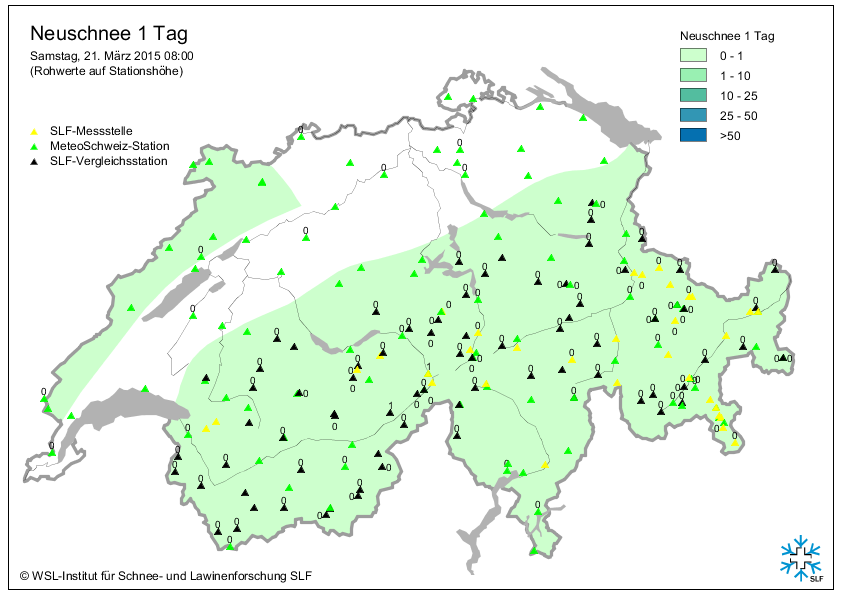 Neuschnee 1 Tag
Samstag, 21. März 2015 08:00
(Rohwerte auf Stationshöhe)
SLF-Messstelle
MeteoSchweiz-Station
SLF-Vergleichsstation
Neuschnee 1 Tag
0 - 1
1 - 10
10 - 25
25 - 50
>50
© WSL-Institut für Schnee- und Lawinenforschung SLF
SLF